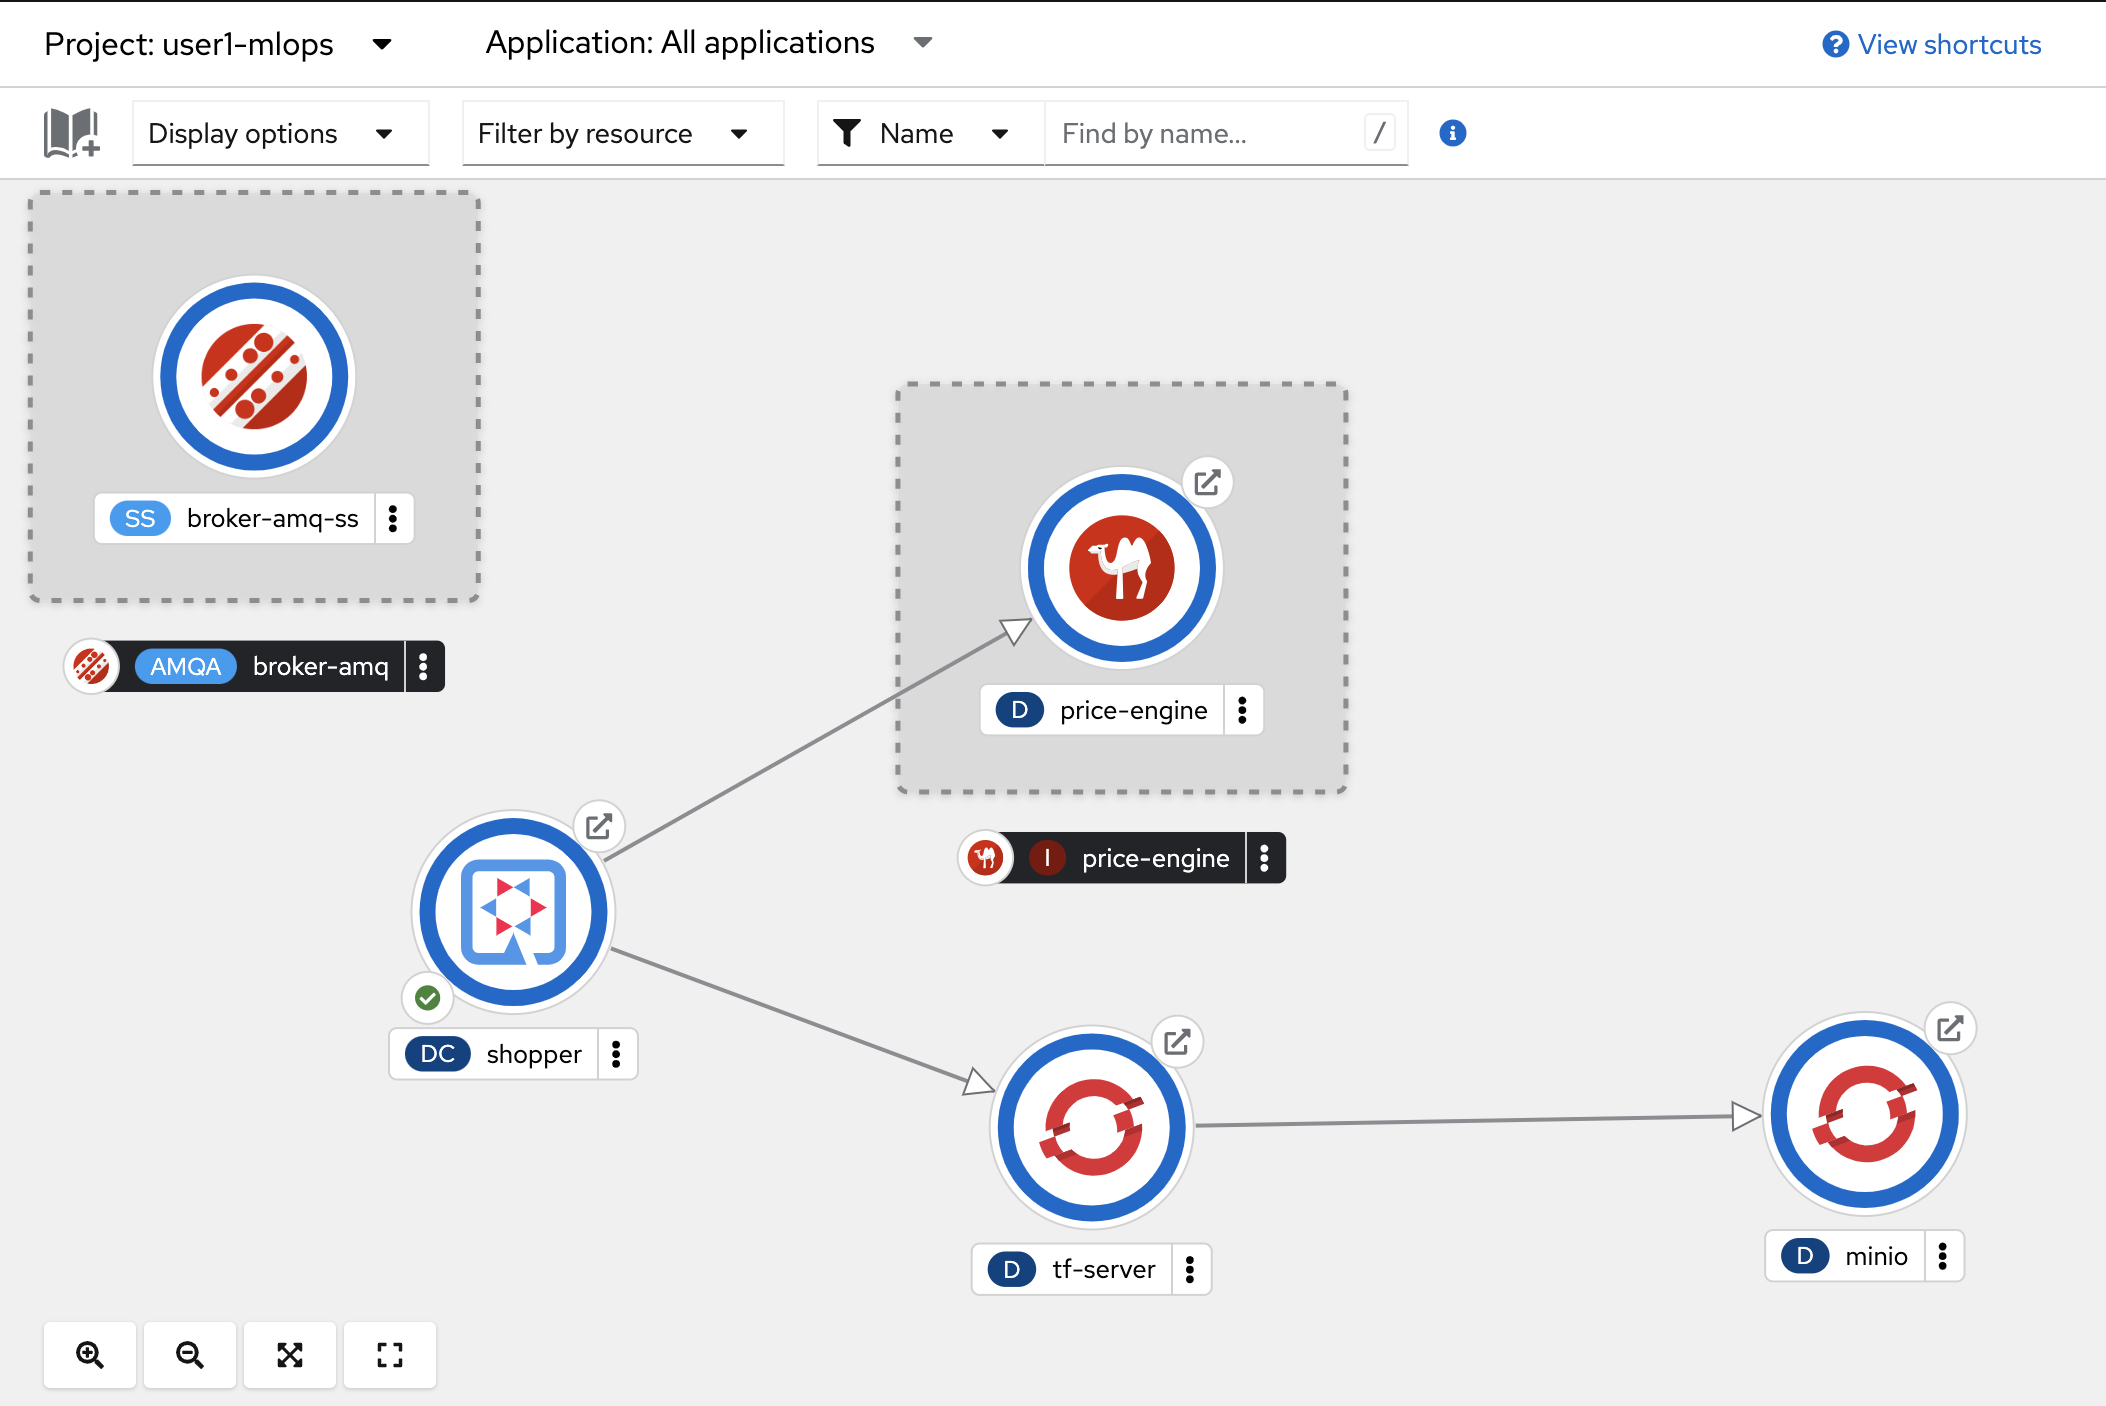 Project: user1-mlops
Application: All applications
View shortcuts
Display options
Filter by resource
Name
Find by name...
/
SS broker-amq-ss
AMQA broker-amq
D price-engine
I price-engine
DC shopper
D tf-server
D minio